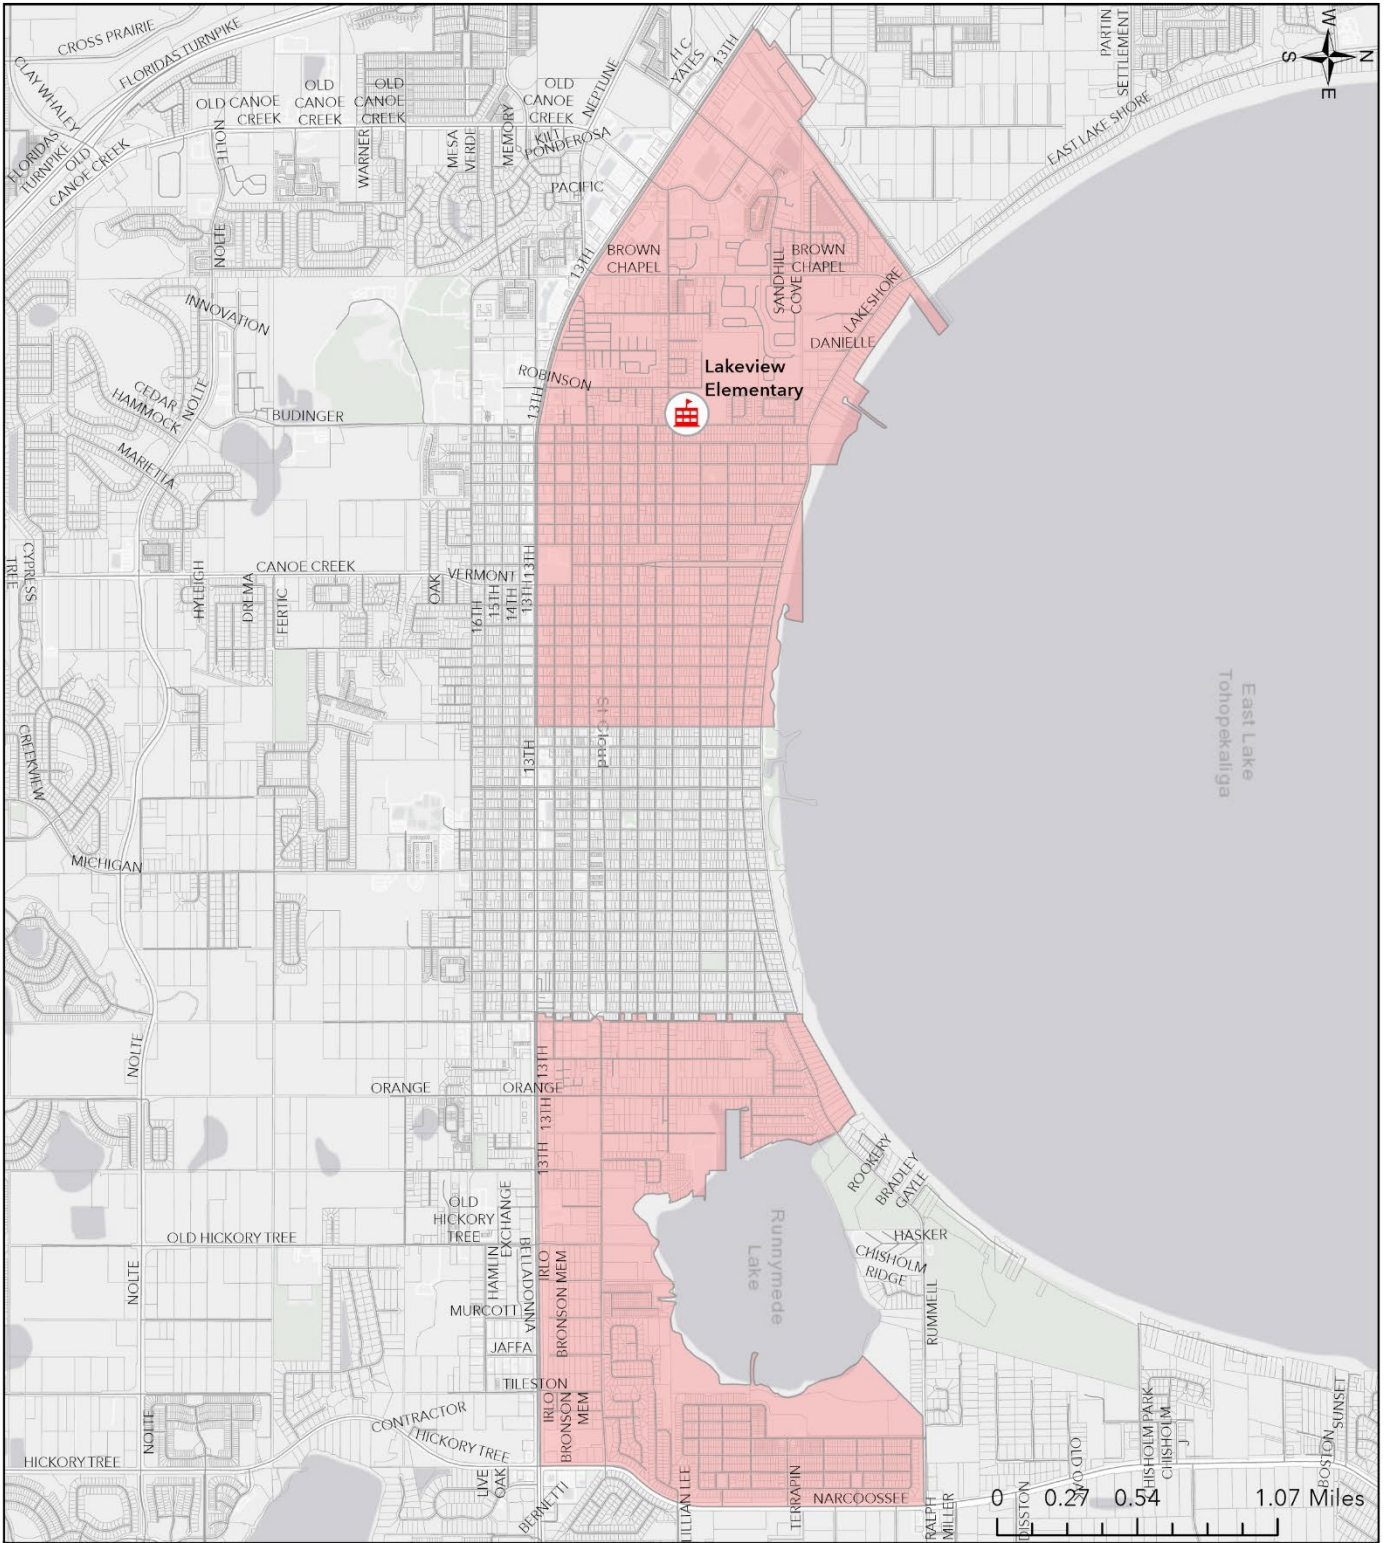 W
N
S
E
CROSS PRAIRIE
FLORIDAS TURNPIKE
CLAY WHALEY
FLORIDAS
TURNPIKE
OLD
CANOE CREEK
OLD CANOE
CREEK
OLD
CANOE
CREEK
OLD
CANOE
CREEK
OLD
CANOE
CREEK
NOLTE
WARNER
MESA
VERDE
MEMORY
KILT
PONDEROSA
NEPTUNE
H C
YATES
13TH
PARTIN
SETTLEMENT
EAST LAKE SHORE
PACIFIC
NOLTE
BROWN
CHAPEL
SANDHILL
COVE
BROWN
CHAPEL
13TH
LAKESHORE
DANIELLE
INNOVATION
Lakeview
Elementary
ROBINSON
13TH
CEDAR
HAMMOCK
NOLTE
BUDINGER
MARIETTA
CYPRESS
TREE
HYLEIGH
CANOE CREEK
DREMA
FERTIC
OAK
VERMONT
16TH
15TH
14TH
13TH
13TH
East Lake
Tohopekaliga
St Cloud
13TH
CREEKVIEW
MICHIGAN
NOLTE
ORANGE
ORANGE
13TH
13TH
13TH
ROOKERY
BRADLEY
GAYLE
OLD
HICKORY
TREE
EXCHANGE
OLD HICKORY TREE
Runnymede
Lake
HASKER
CHISHOLM
RIDGE
NOLTE
HAMLIN
BELLADONNA
IRLO
BRONSON MEM
RUMMELL
MURCOTT
JAFFA
TILESTON
IRLO
BRONSON
MEM
CONTRACTOR
HICKORY TREE
NOLTE
HICKORY TREE
LIVE
OAK
BERNETTI
LILLIAN LEE
TERRAPIN
NARCOOSSEE
RALPH
MILLER
DISSTON
OLD OAK
CHISHOLM PARK
CHISHOLM
BOSTON
SUNSET
0 0.27 0.54 1.07 Miles